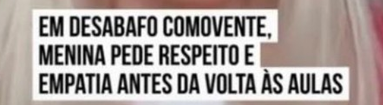 EM DESABAFO COMOVENTE,
MENINA PEDE RESPEITO E
EMPATIA ANTES DA VOLTA ÀS AULAS